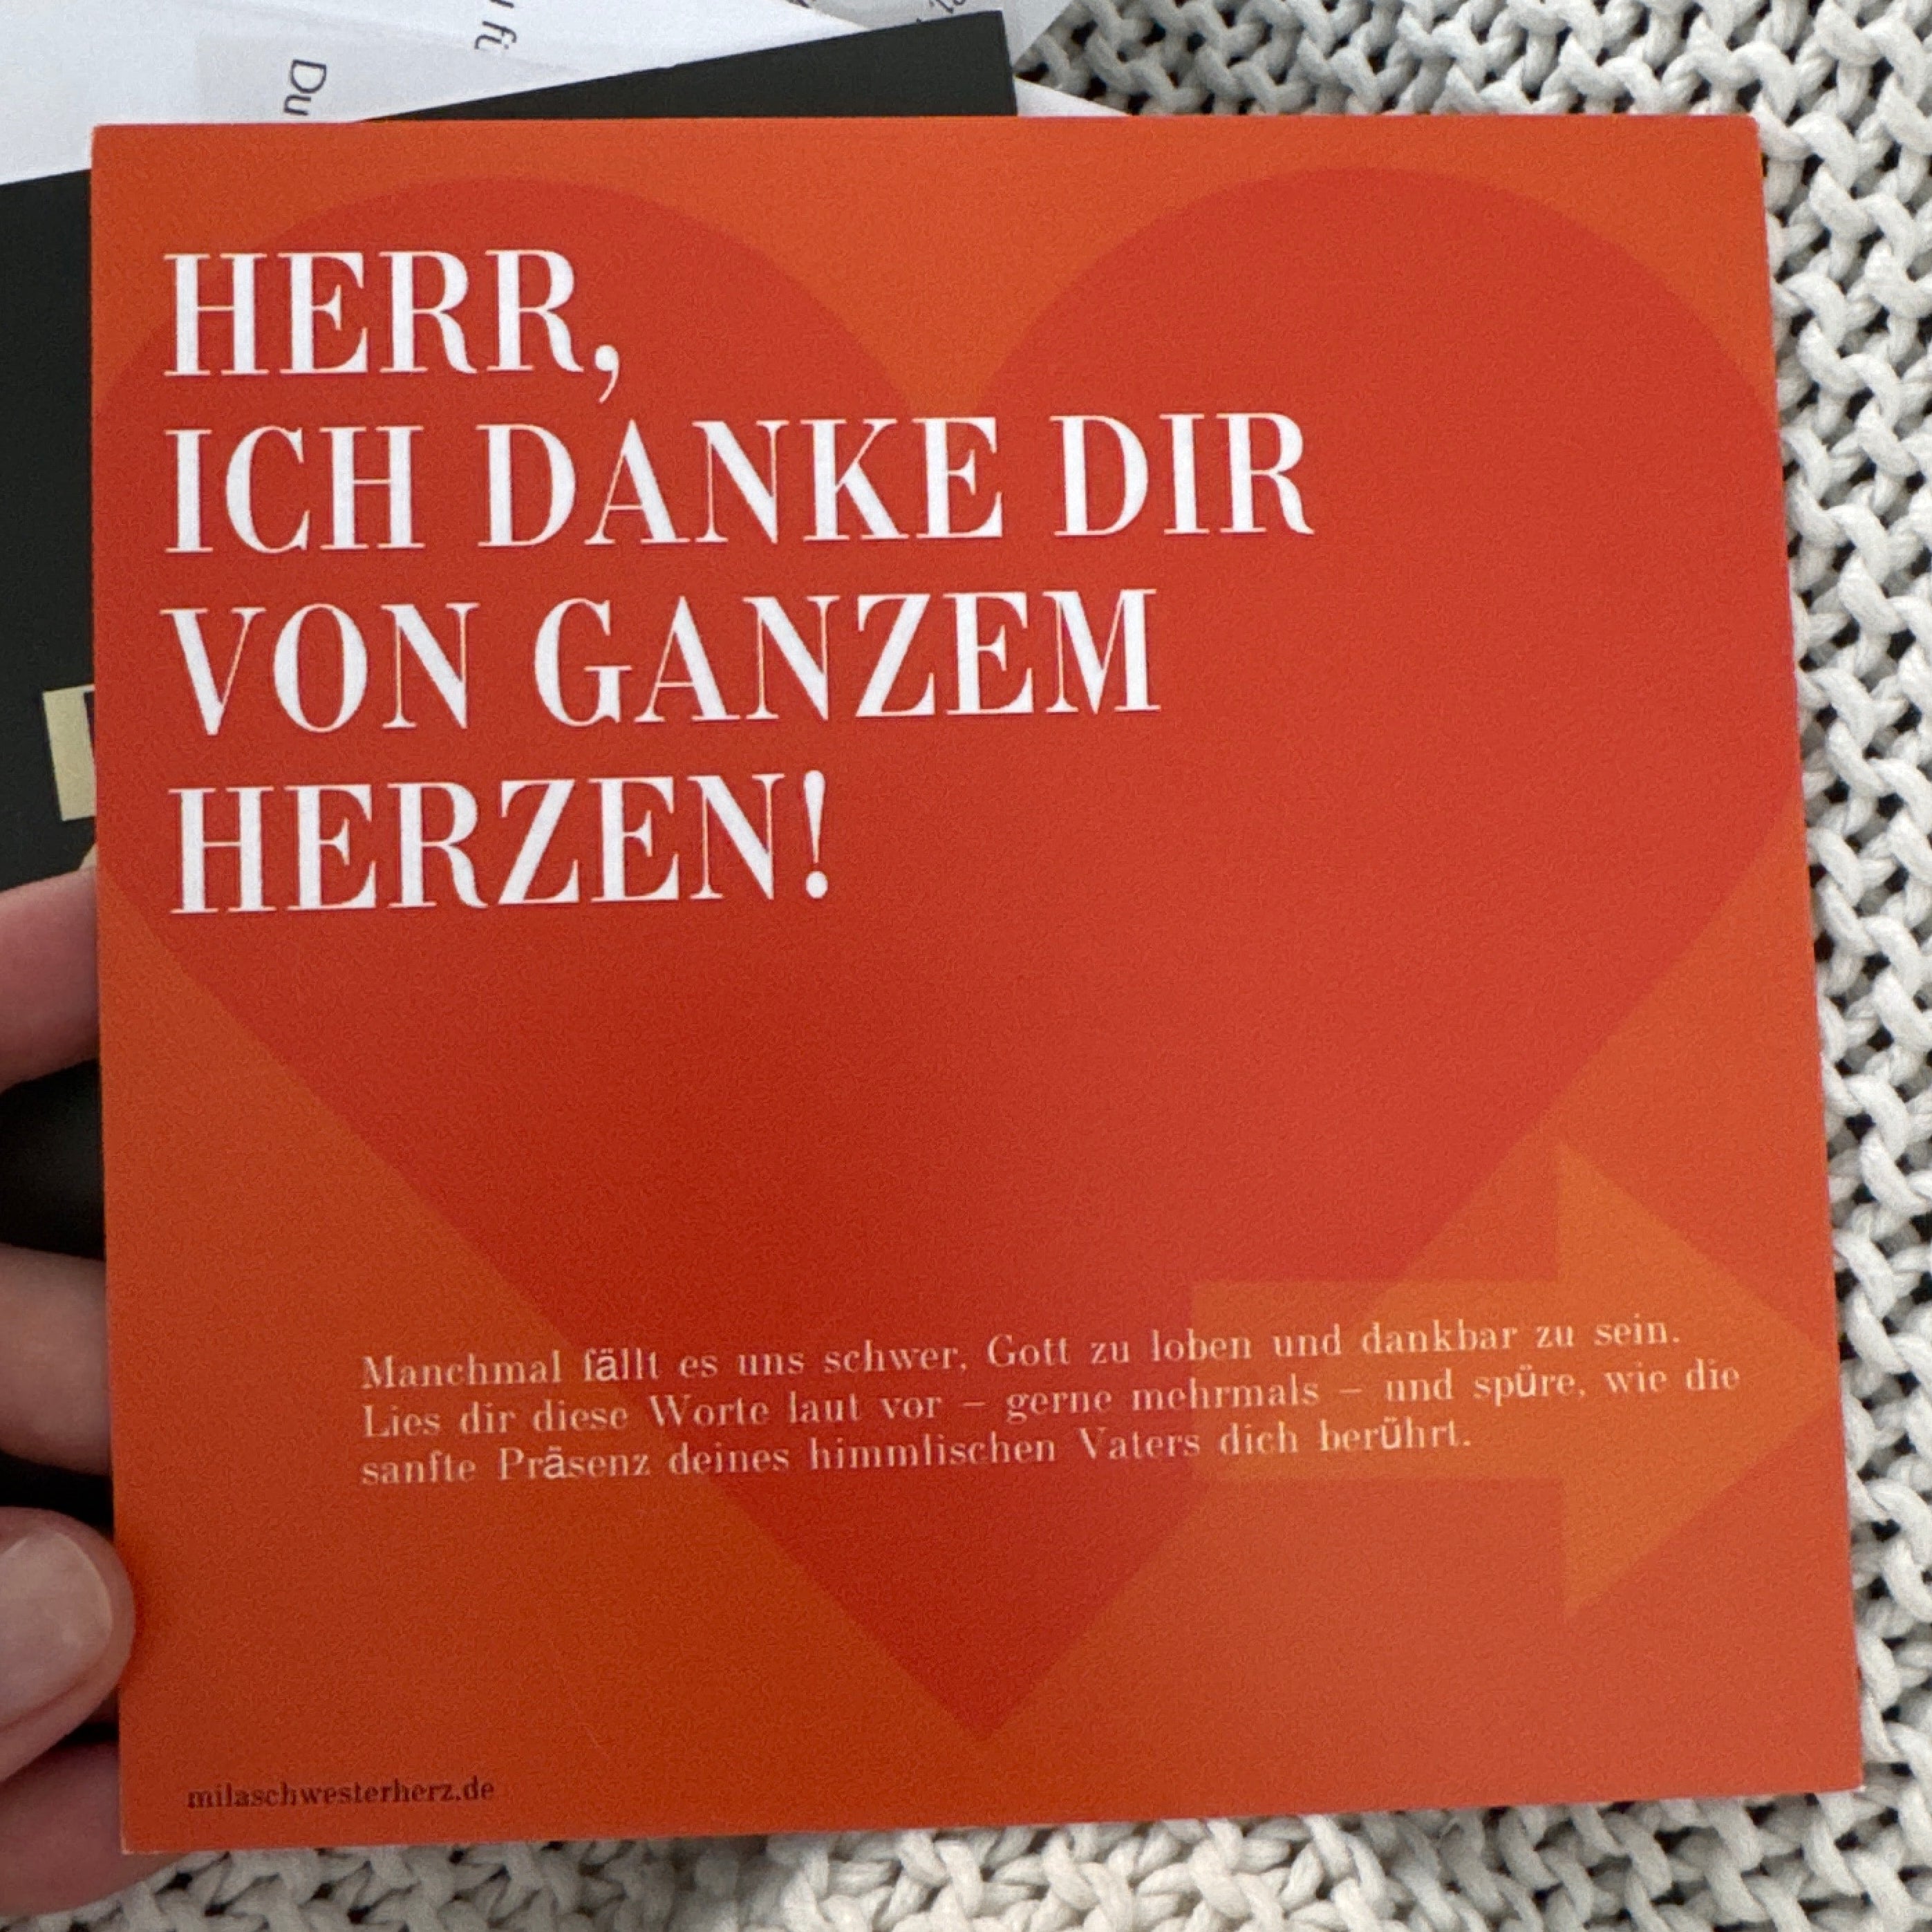 Du
HERR,
ICH DANKE DIR
VON GANZEM
HERZEN!
Manchmal fällt es uns schwer, Gott zu loben und dankbar zu sein.
Lies dir diese Worte laut vor – gerne mehrmals – und spüre, wie die
sanfte Präsenz deines himmlischen Vaters dich berührt.
milaschwesterherz.de